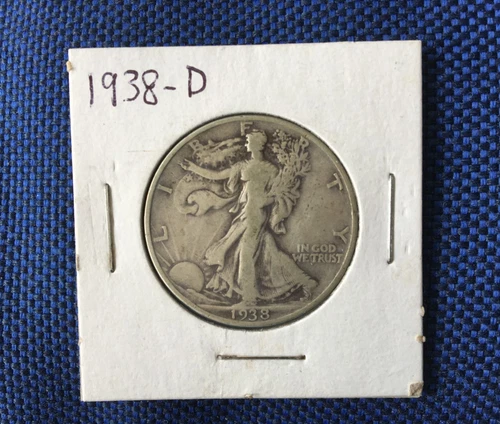 1938-D
LIBERTY
IN GOD
WE TRUST
1938